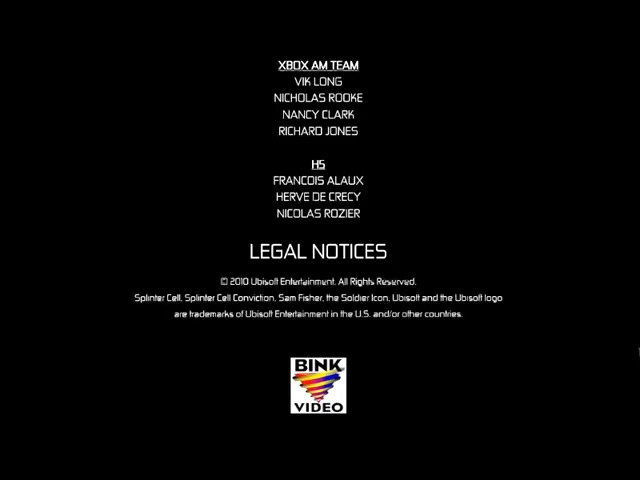 XBOX AM TEAM
VIK LONG
NICHOLAS ROOKE
NANCY CLARK
RICHARD JONES
H5
FRANCOIS ALAUX
HERVE DE CRECY
NICOLAS ROZIER
LEGAL NOTICES
© 2010 Ubisoft Entertainment. All Rights Reserved.
Splinter Cell, Splinter Cell Conviction, Sam Fisher, the Soldier Icon, Ubisoft and the Ubisoft logo
are trademarks of Ubisoft Entertainment in the U.S. and/or other countries.
BINK
VIDEO